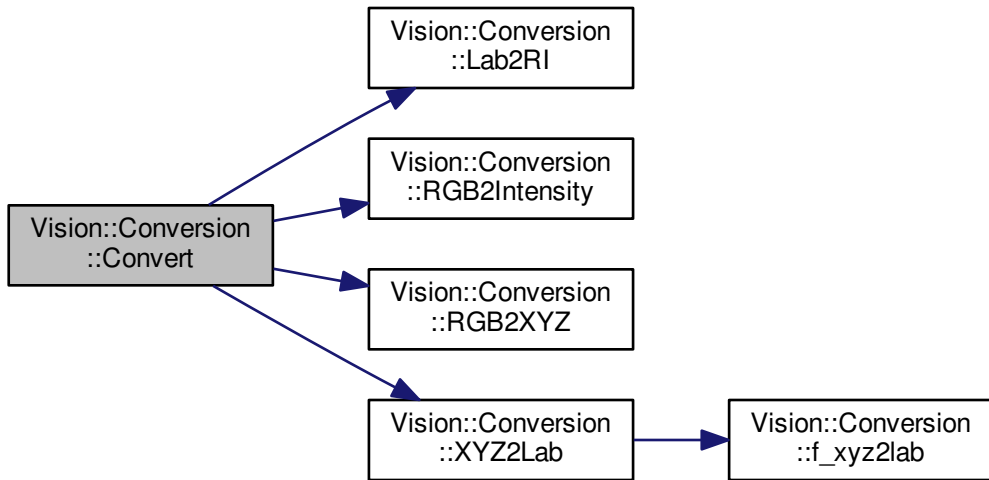 Vision::Conversion
::Lab2RI
Vision::Conversion
::RGB2Intensity
Vision::Conversion
::Convert
Vision::Conversion
::RGB2XYZ
Vision::Conversion
::XYZ2Lab
Vision::Conversion
::f_xyz2lab